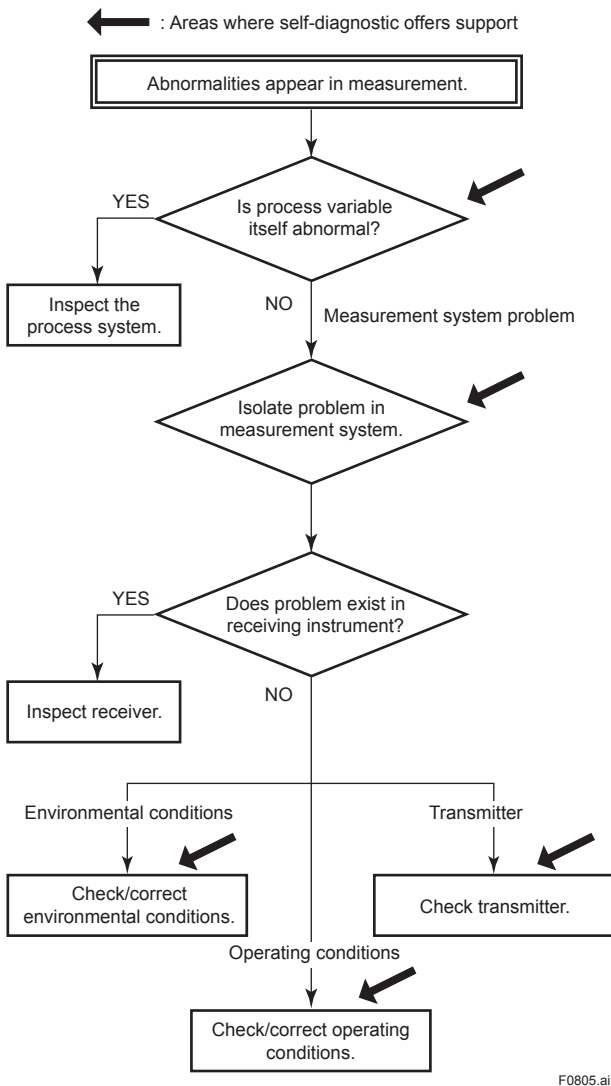 : Areas where self-diagnostic offers support
Abnormalities appear in measurement.
YES
Is process variable
itself abnormal?
Inspect the
process system.
NO
Measurement system problem
Isolate problem in
measurement system.
YES
Does problem exist in
receiving instrument?
Inspect receiver.
NO
Environmental conditions
Transmitter
Check/correct
environmental conditions.
Check transmitter.
Operating conditions
Check/correct operating
conditions.
F0805.ai